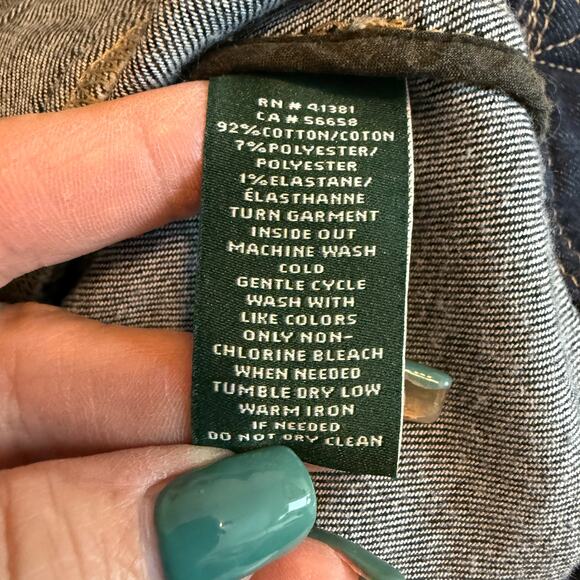 RN # 41381
CA # 56658
92%COTTON/COTON
7%POLYESTER/
POLYESTER
1%ELASTANE/
ÉLASTHANNE
TURN GARMENT
INSIDE OUT
MACHINE WASH
COLD
GENTLE CYCLE
WASH WITH
LIKE COLORS
ONLY NON-
CHLORINE BLEACH
WHEN NEEDED
TUMBLE DRY LOW
WARM IRON
IF NEEDED
DO NOT DRY CLEAN